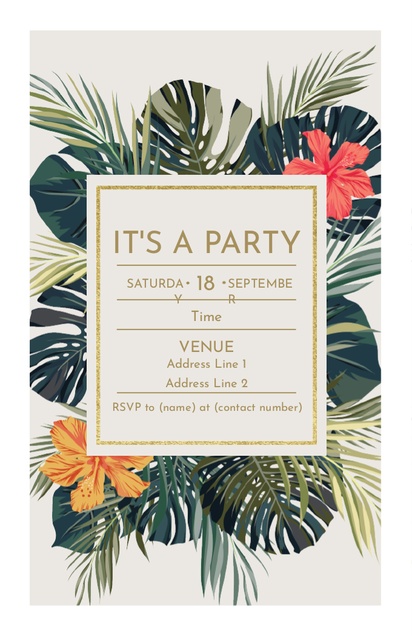 IT'S A PARTY
SATURDA • 18 • SEPTEMBE
Y R
Time
VENUE
Address Line 1
Address Line 2
RSVP to (name) at (contact number)